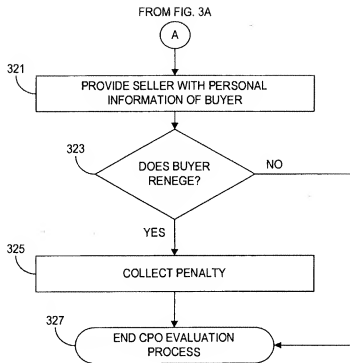 FROM FIG. 3A
A
321
PROVIDE SELLER WITH PERSONAL
INFORMATION OF BUYER
323
DOES BUYER
RENEGE?
NO
YES
325
COLLECT PENALTY
327
END CPO EVALUATION
PROCESS